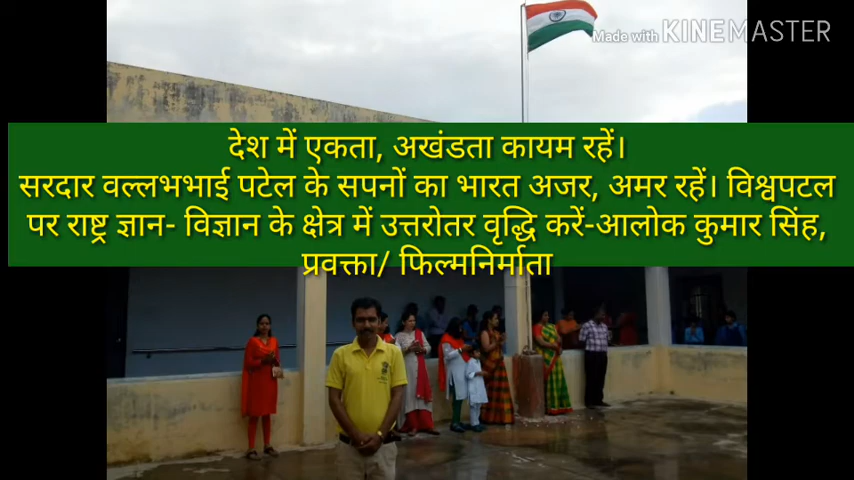 Made with KINEMASTER
देश में एकता, अखंडता कायम रहें।
सरदार वल्लभभाई पटेल के सपनों का भारत अजर, अमर रहें। विश्वपटल
पर राष्ट्र ज्ञान- विज्ञान के क्षेत्र में उत्तरोतर वृद्धि करें-आलोक कुमार सिंह,
प्रवक्ता/ फिल्मनिर्माता